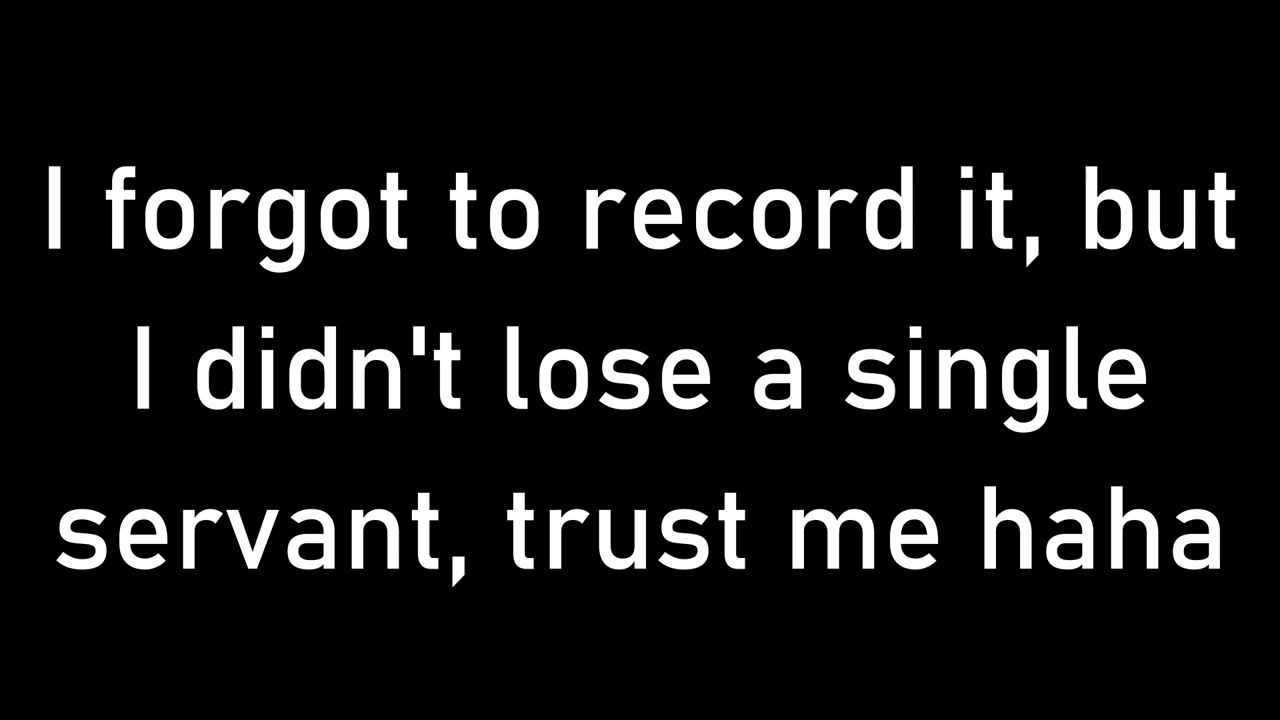 I forgot to record it, but
I didn't lose a single
servant, trust me haha